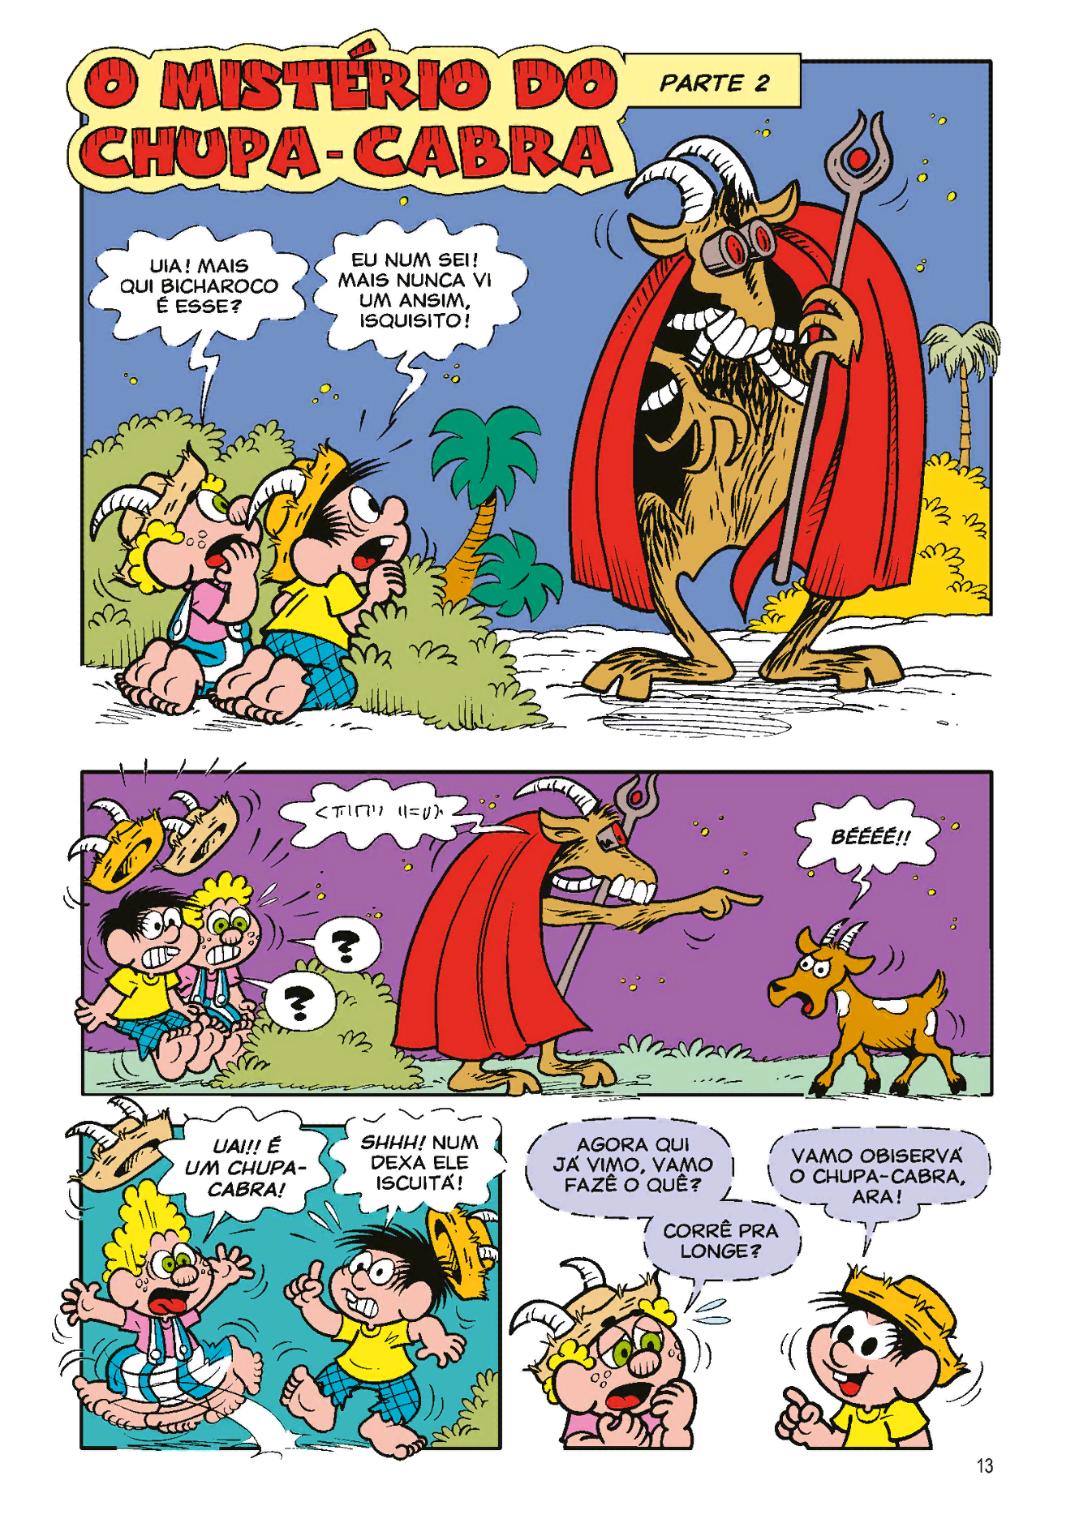 O MISTÉRIO DO
CHUPA-CABRA
PARTE 2
UIA! MAIS
QUI BICHAROCO
É ESSE?
EU NUM SEI!
MAIS NUNCA VI
UM ANSIM,
ISQUISITO!
?
?
BÉÉÉÉ!!
UAI!! É
UM CHUPA-
CABRA!
SHHH! NUM
DEXA ELE
ISCUITÁ!
AGORA QUI
JÁ VIMO, VAMO
FAZÊ O QUÊ?
CORRÊ PRA
LONGE?
VAMO OBISERVÁ
O CHUPA-CABRA,
ARA!
13